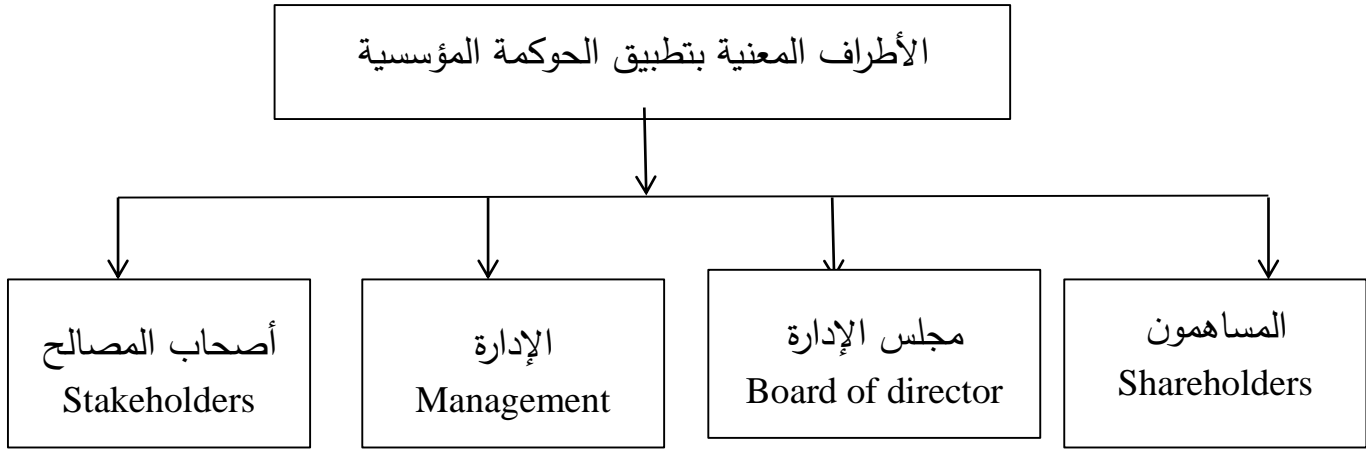 الأطراف المعنية بتطبيق الحوكمة المؤسسية
المساهمون
Shareholders
مجلس الإدارة
Board of director
الإدارة
Management
أصحاب المصالح
Stakeholders